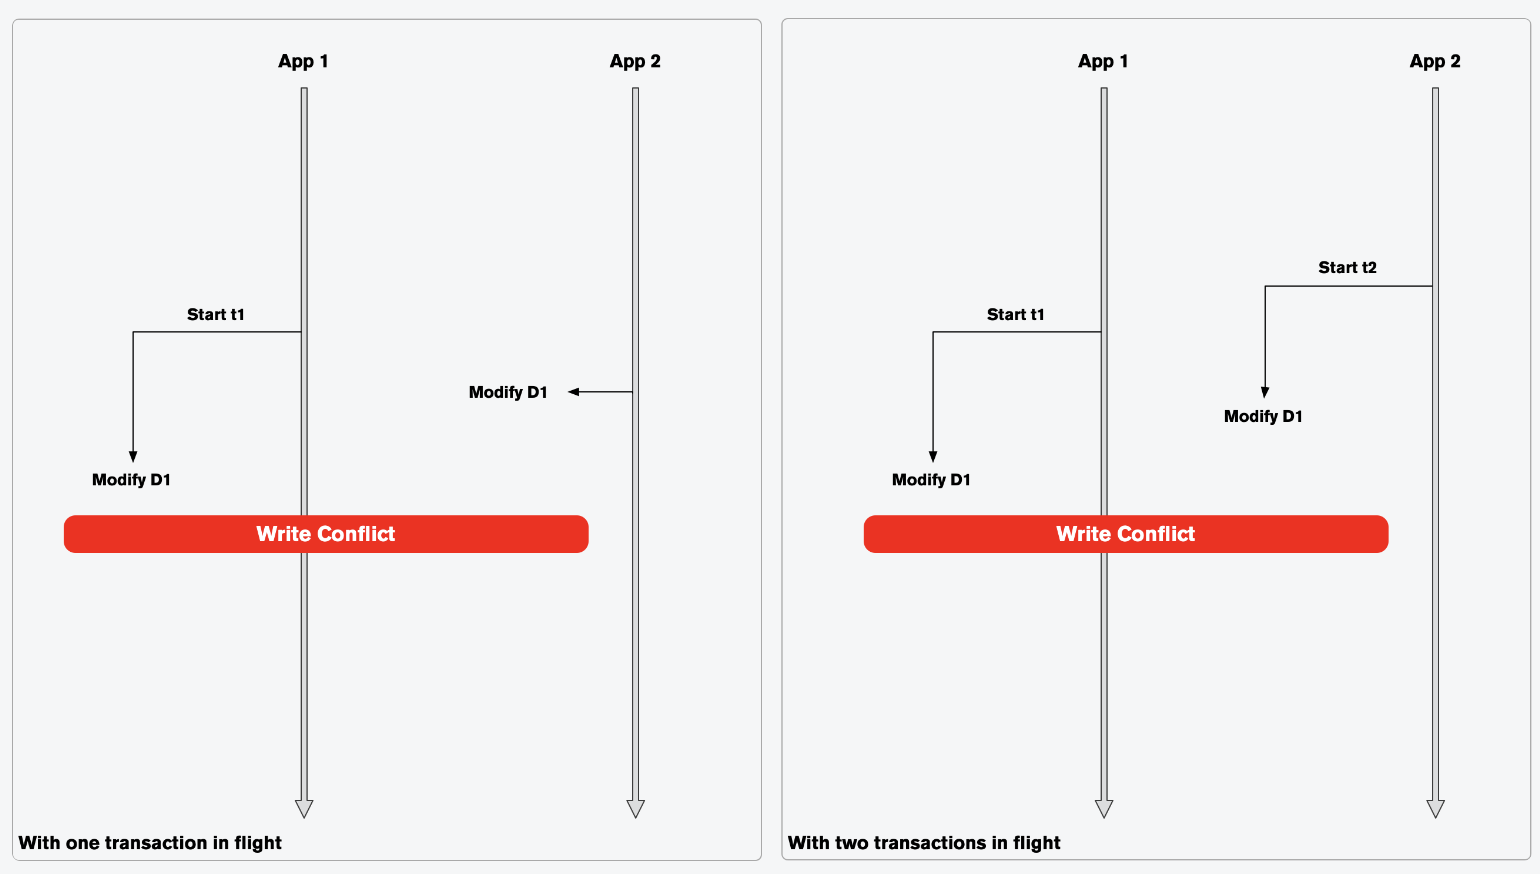 App 1
App 2
Start t1
Modify D1
Modify D1
Write Conflict
With one transaction in flight
App 1
App 2
Start t2
Start t1
Modify D1
Modify D1
Write Conflict
With two transactions in flight